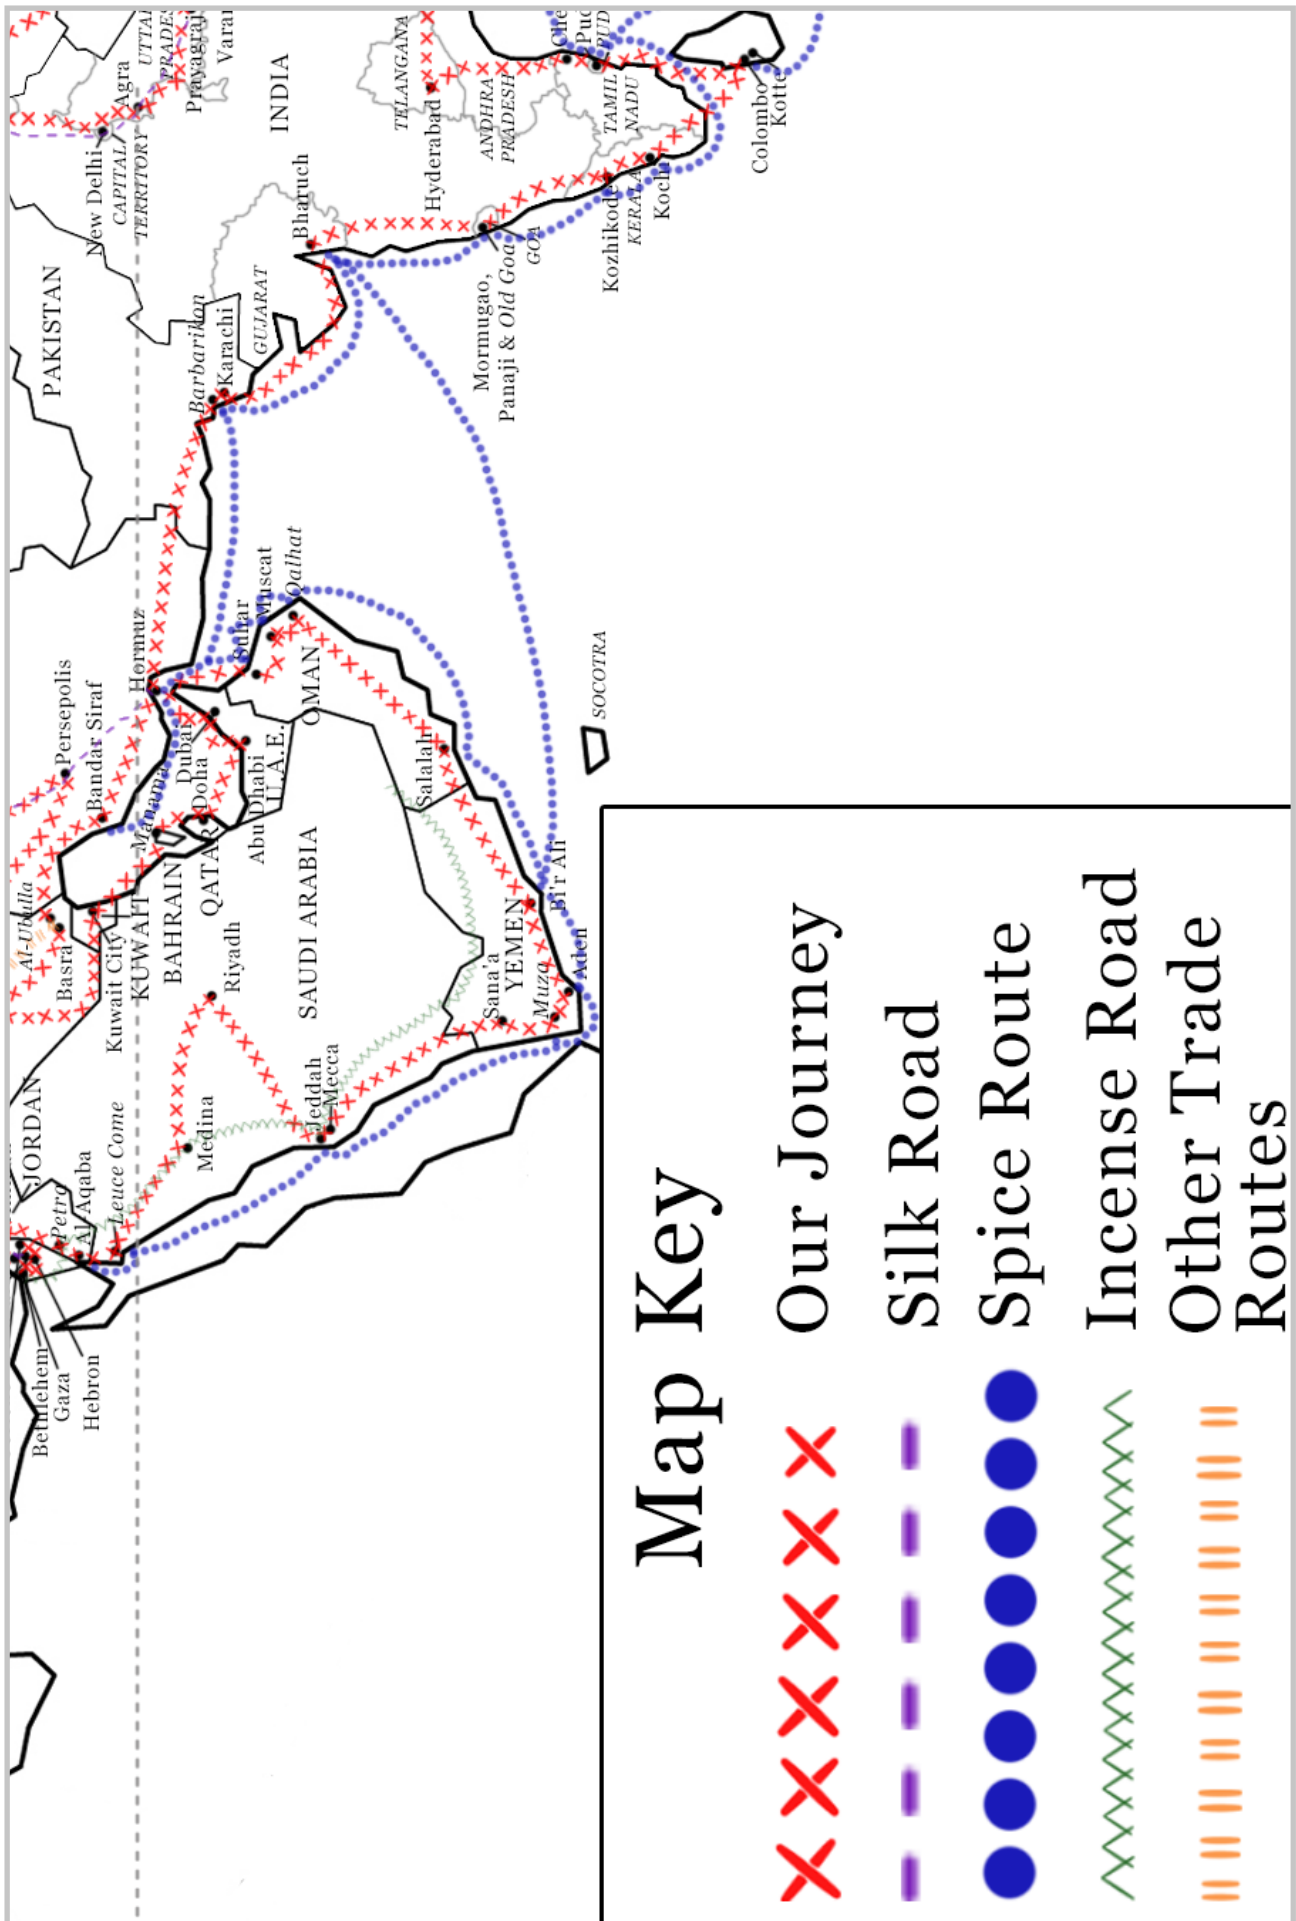 Bethlehem
Gaza
Hebron
JORDAN
Petra
Al Aqaba
Leuce Come
Medina
Jeddah
Mecca
Riyadh
SAUDI ARABIA
Al-Ubulla
Basra
Kuwait City
KUWAIT
BAHRAIN
QATAR
Manama
Doha
Dubai
Abu Dhabi
U.A.E.
Persepolis
Bandar Siraf
Hormuz
Suhar
Muscat
Qalhat
OMAN
Salalah
Sana'a
YEMEN
Muza
Aden
Bi'r Ali
SOCOTRA
PAKISTAN
Barbarikon
Karachi
GUJARAT
Bharuch
New Delhi
CAPITAL
TERRITORY
Agra
Prayagraj
INDIA
TELANGANA
Hyderabad
ANDHRA
PRADESH
Mormugao,
Panaji & Old Goa
GOA
Kozhikode
KERALA
Kochi
TAMIL
NADU
Colombo
Kotte
Map Key
Our Journey
Silk Road
Spice Route
Incense Road
Other Trade
Routes